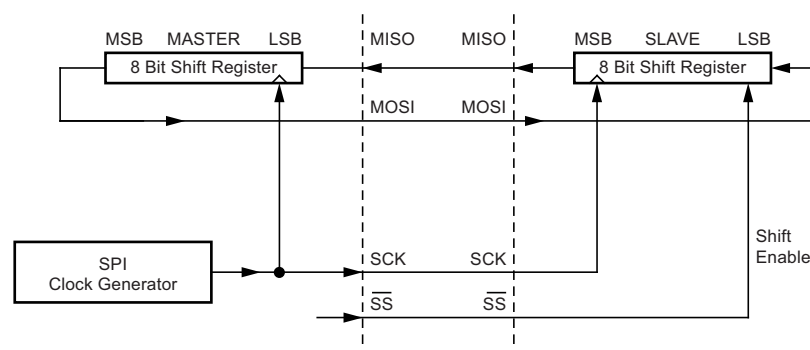 MSB MASTER LSB MISO MISO MSB SLAVE LSB
8 Bit Shift Register 8 Bit Shift Register
MOSI MOSI
Shift
Enable
SPI
Clock Generator
SCK SCK
SS SS